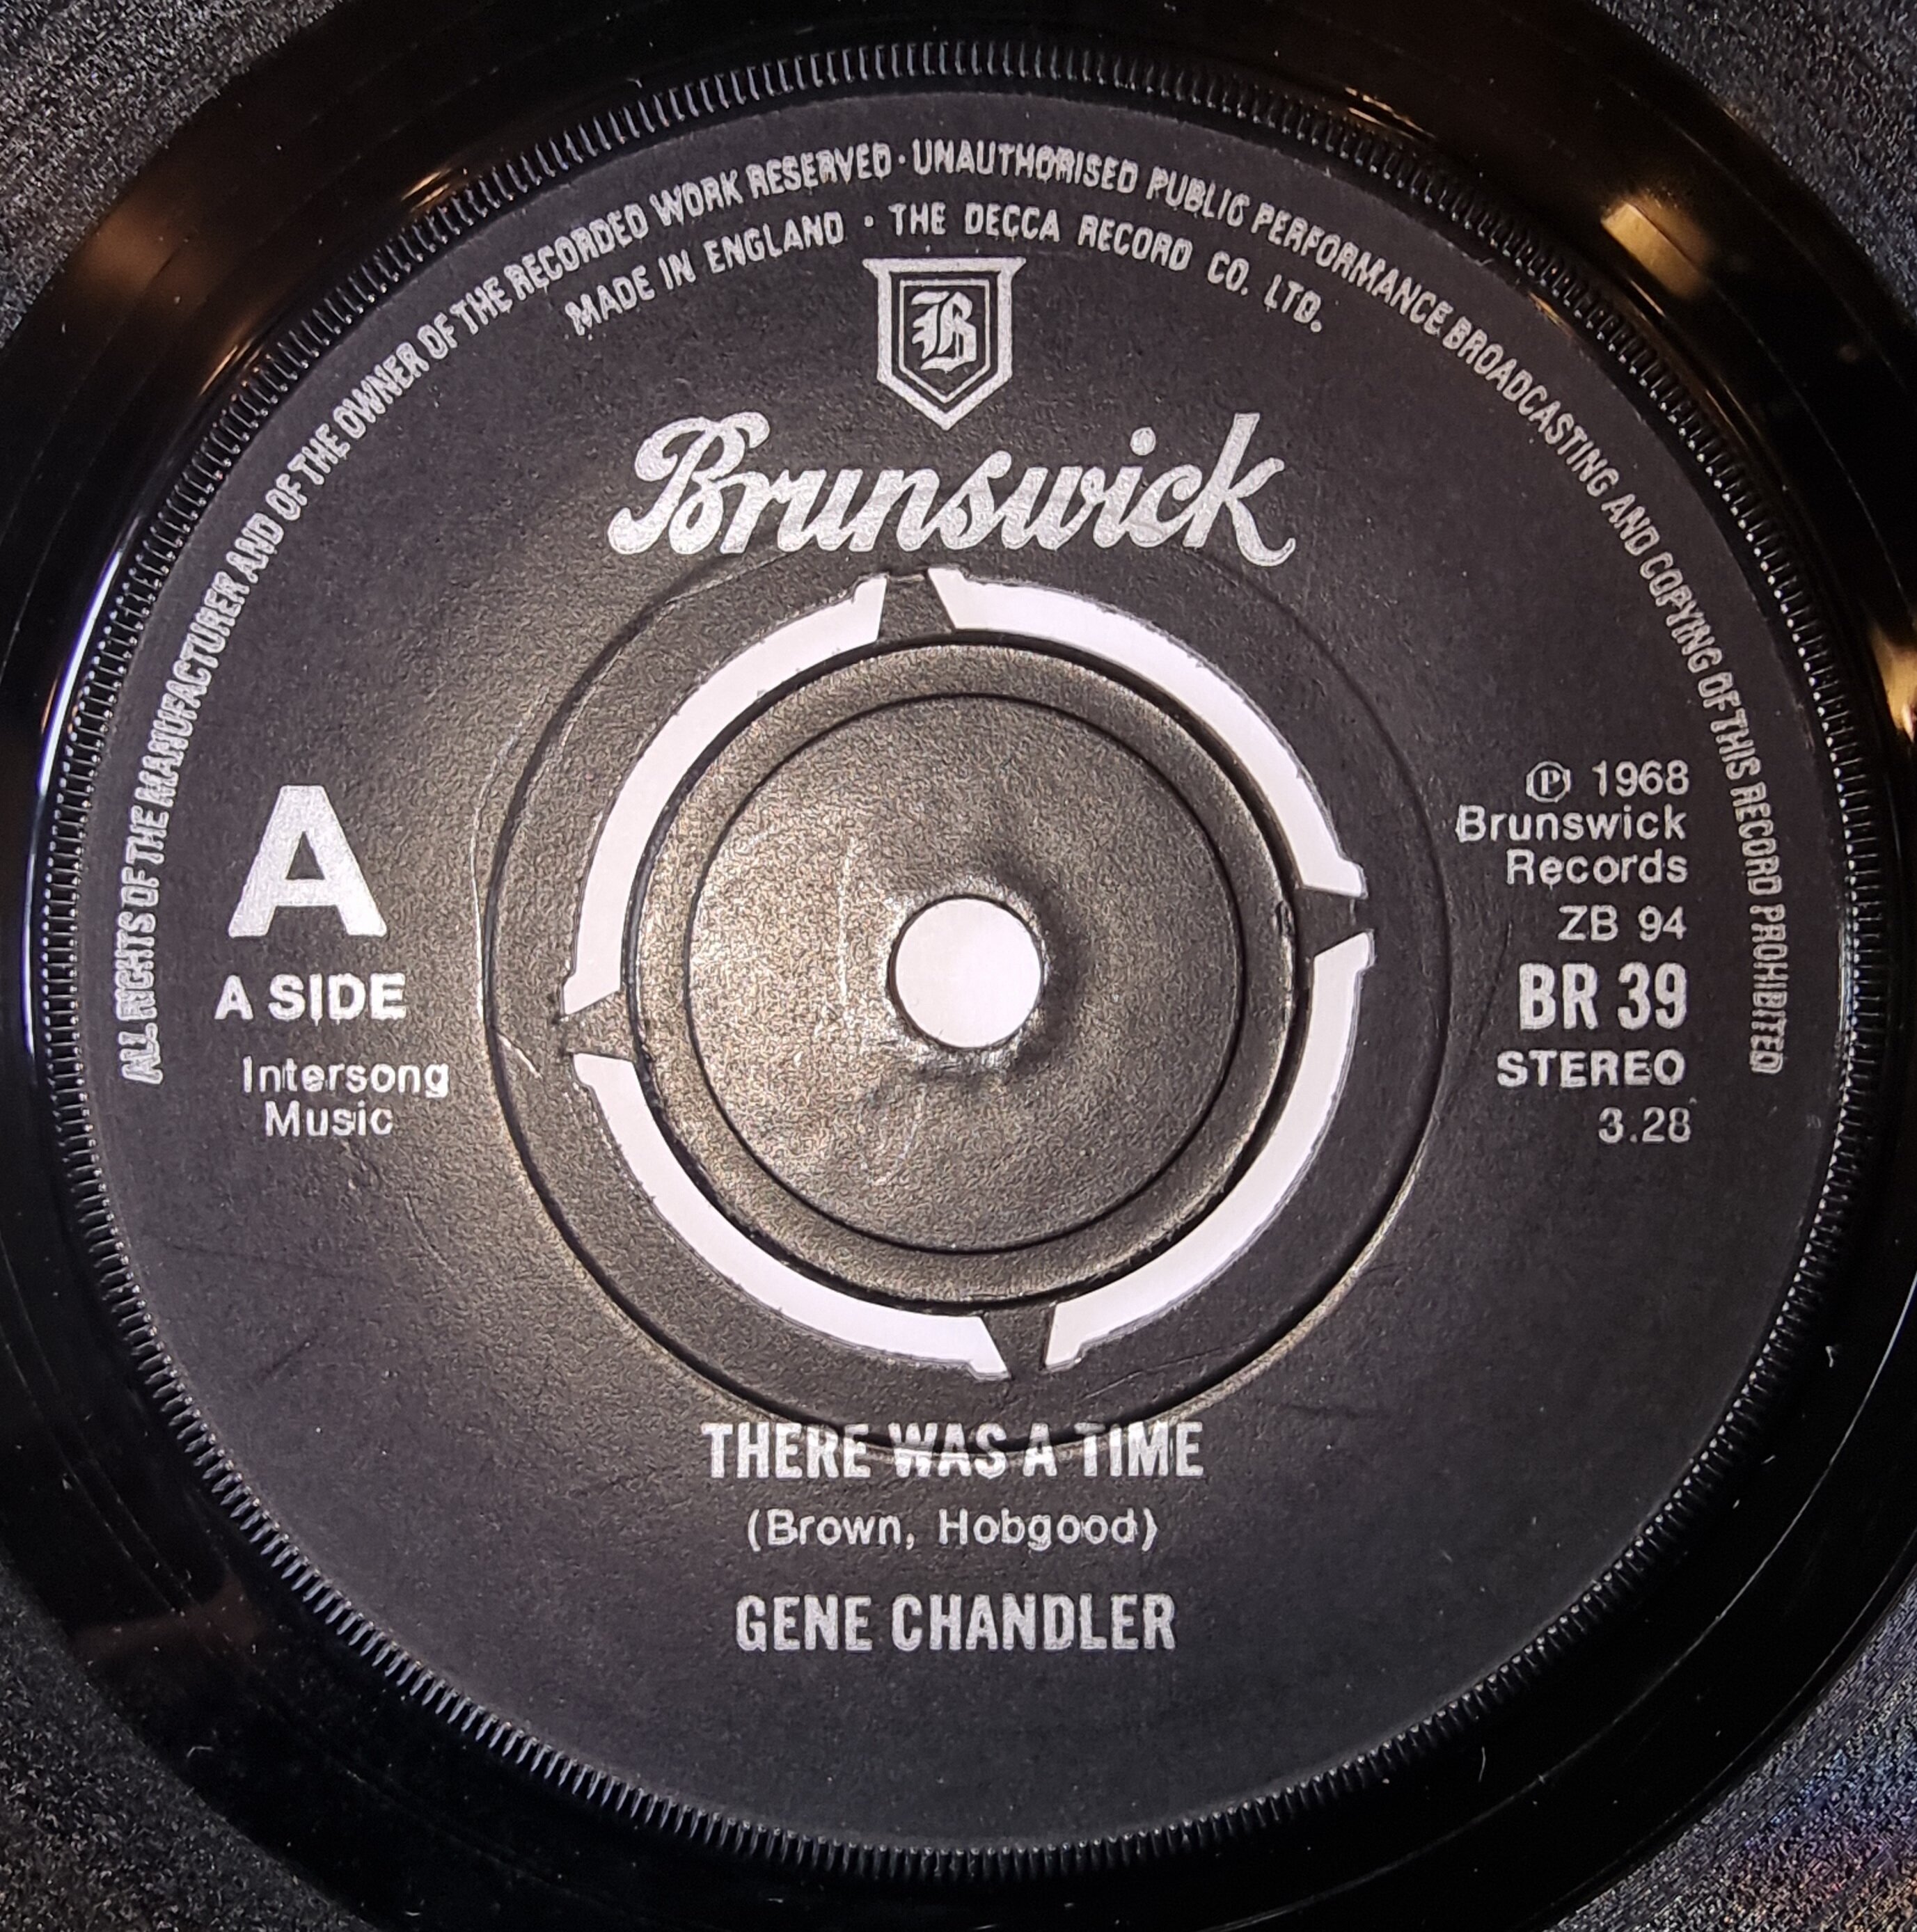 ALL RIGHTS OF THE MANUFACTURER AND OF THE OWNER OF THE RECORDED WORK RESERVED · UNAUTHORISED PUBLIC PERFORMANCE BROADCASTING AND COPYING OF THIS RECORD PROHIBITED
MADE IN ENGLAND · THE DECCA RECORD CO. LTD.
B
Brunswick
A
A SIDE
Intersong
Music
℗ 1968
Brunswick
Records
ZB 94
BR 39
STEREO
3.28
THERE WAS A TIME
(Brown, Hobgood)
GENE CHANDLER